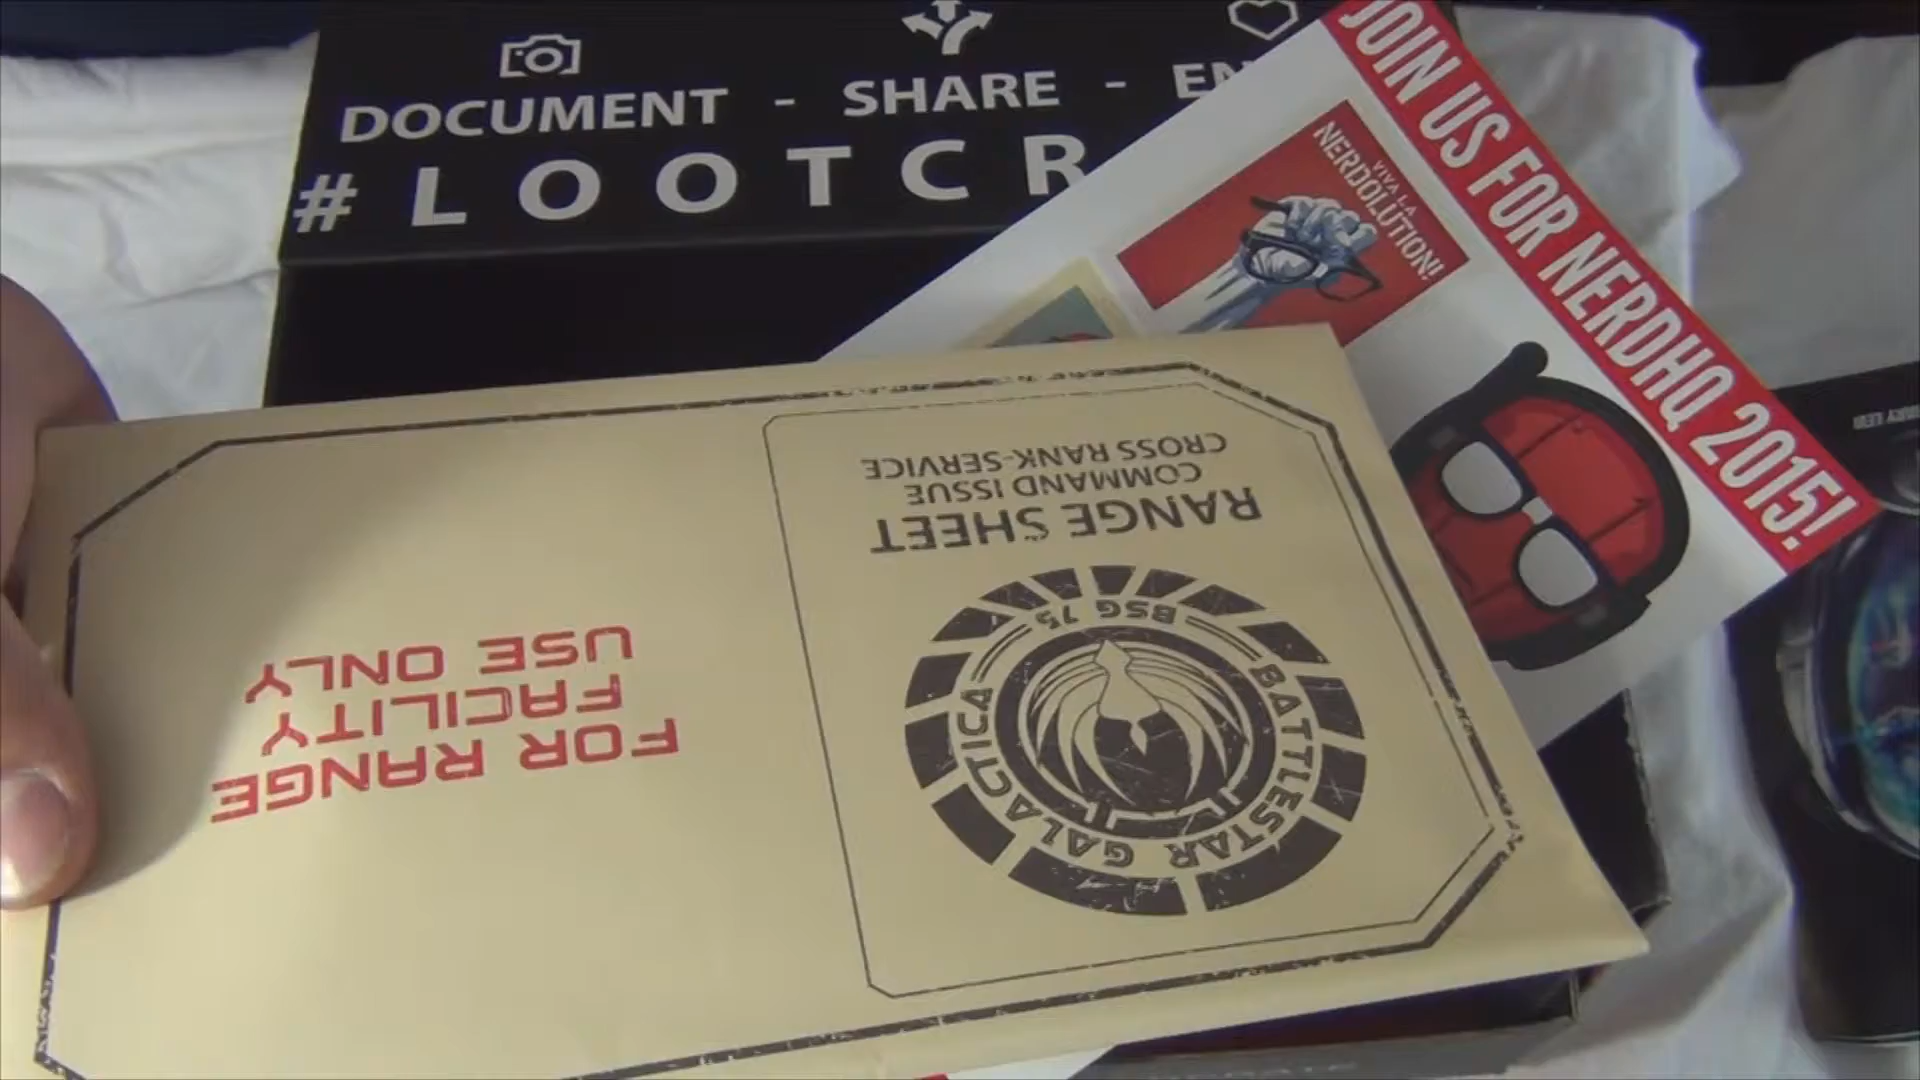 DOCUMENT - SHARE - EN
#LOOTCR
JOIN US FOR NERDHQ 2015!
VIVA LA
NERDOLUTION!
RANGE SHEET
COMMAND ISSUE
CROSS RANK-SERVICE
BATTLESTAR GALACTICA
BSG 75
FOR RANGE
FACILITY
USE ONLY